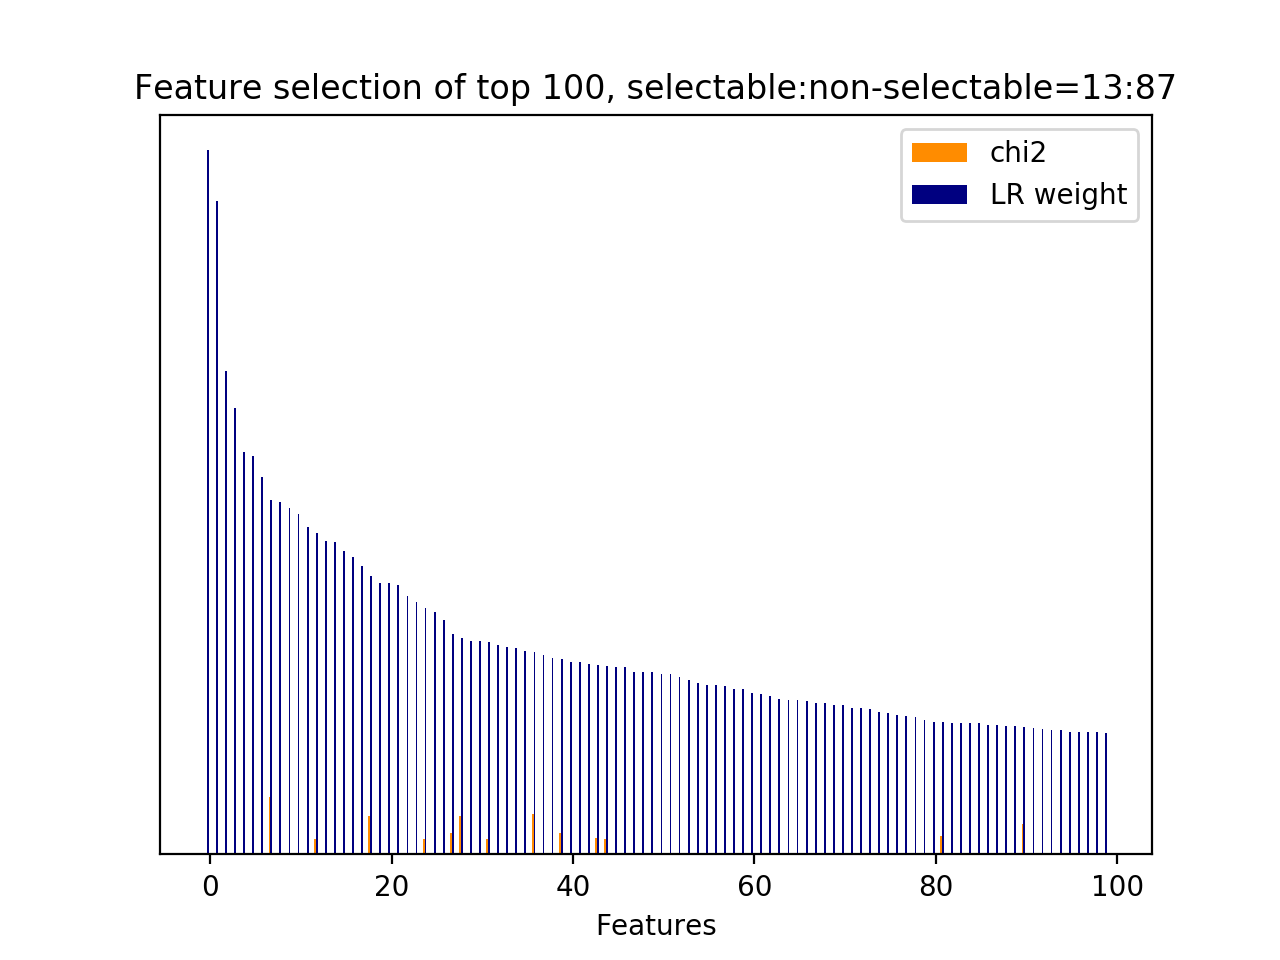 Feature selection of top 100, selectable:non-selectable=13:87
chi2
LR weight
0 20 40 60 80 100
Features